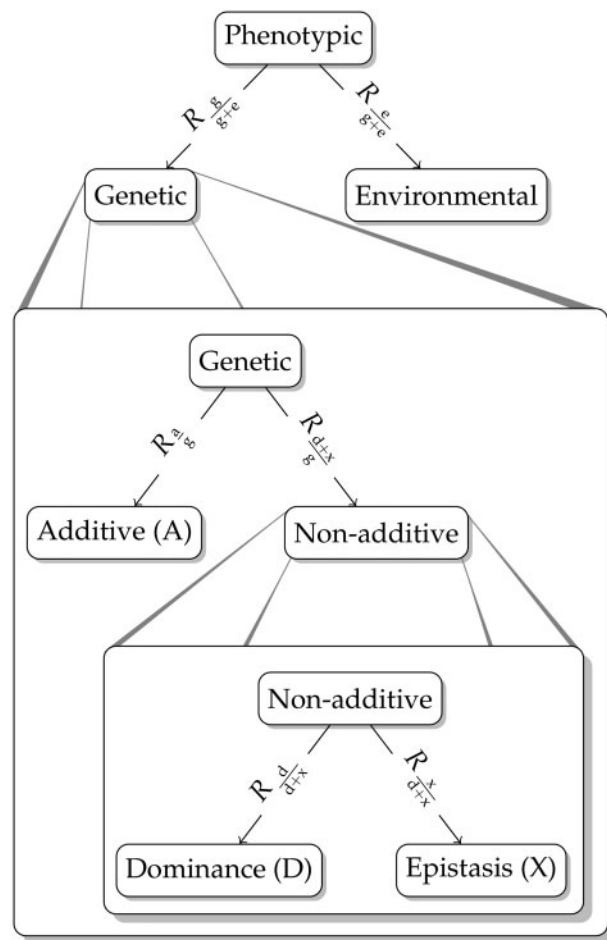 Phenotypic
R g/g+e
R e/g+e
Genetic
Environmental
Genetic
R a/g
R d+x/g
Additive (A)
Non-additive
Non-additive
R d/d+x
R x/d+x
Dominance (D)
Epistasis (X)